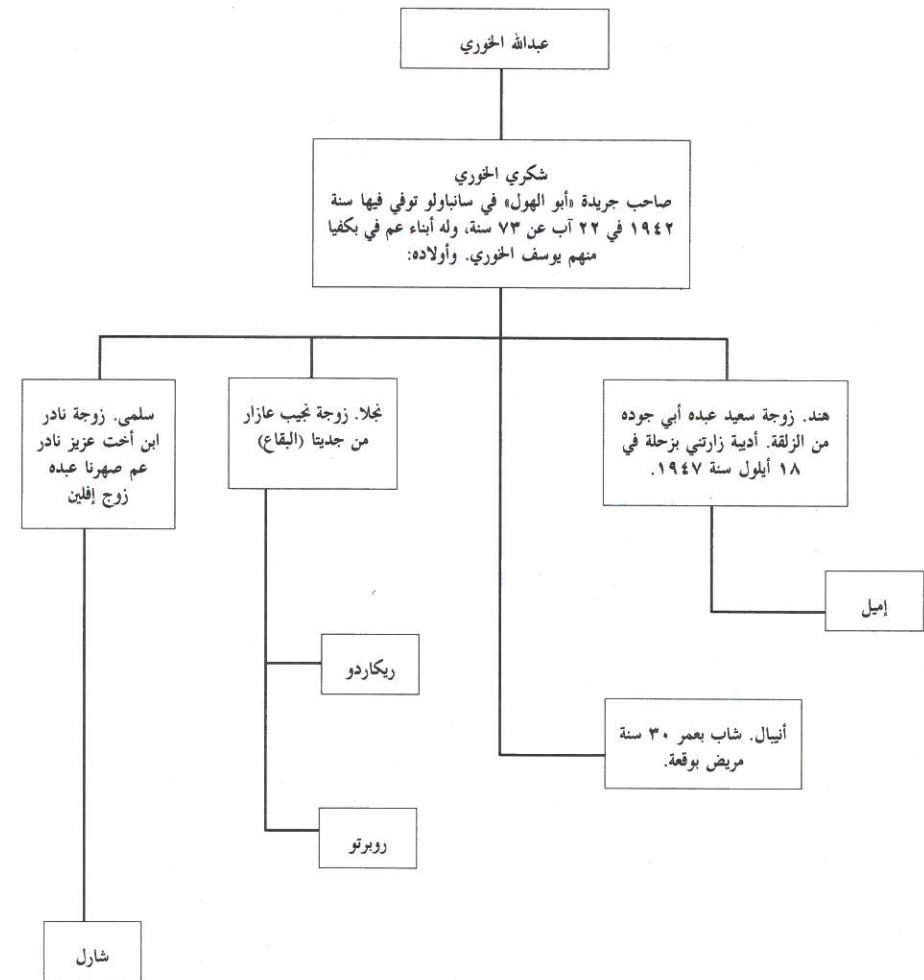 عبدالله الخوري
شكري الخوري
صاحب جريدة «أبو الهول» في سانباولو توفي فيها سنة
١٩٤٢ في ٢٢ آب عن ٧٣ سنة، وله أبناء عم في بكفيا
منهم يوسف الخوري. وأولاده:
هند. زوجة سعيد عبده أبي جوده
من الزلقة. أديبة زارتني بزحلة في
١٨ أيلول سنة ١٩٤٧.
نجلا. زوجة نجيب عازار
من جديتا (البقاع)
سلمى. زوجة نادر
ابن أخت عزيز نادر
عم صهرنا عبده
زوج إفلين
إميل
ريكاردو
أنيبال. شاب بعمر ٣٠ سنة
مريض بوقعة.
روبرتو
شارل